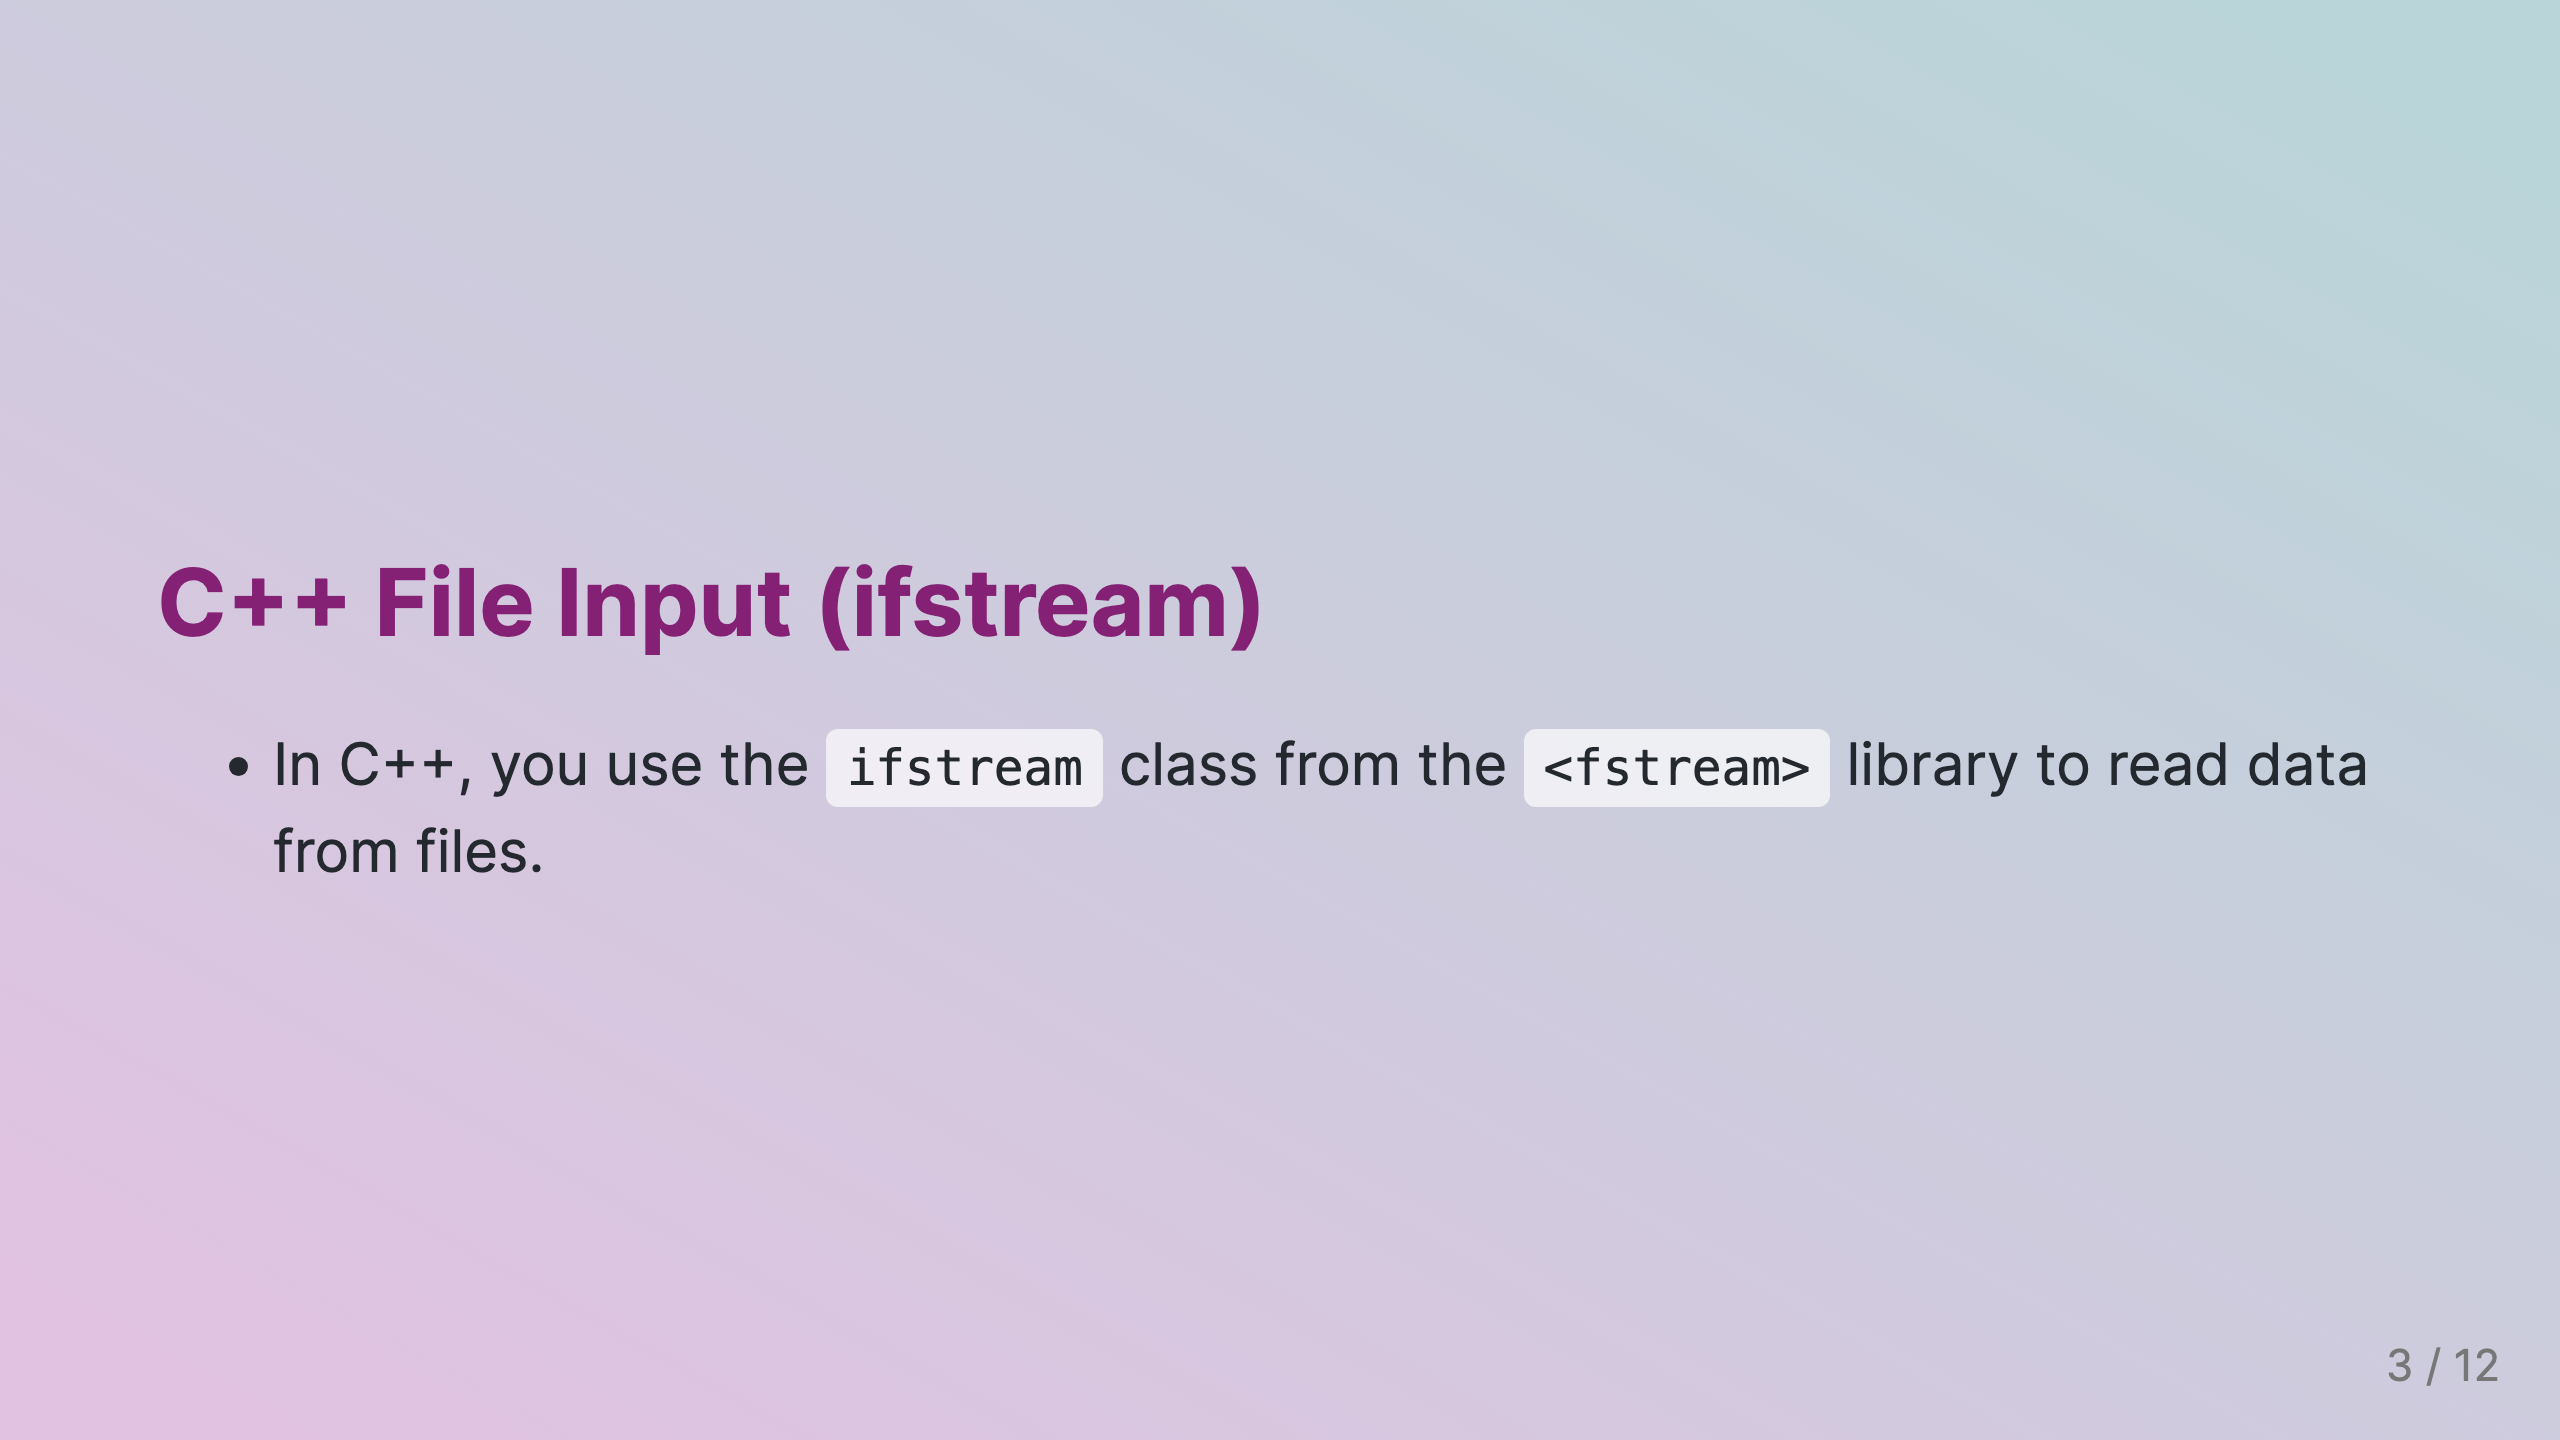 C++ File Input (ifstream)
• In C++, you use the ifstream class from the <fstream> library to read data
from files.
3 / 12